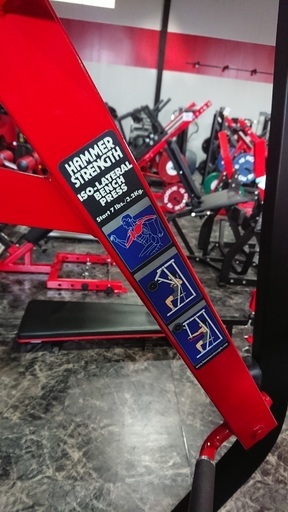 HAMMER
STRENGTH
ISO-LATERAL
BENCH
PRESS
Start 7 lbs./3.2Kg.